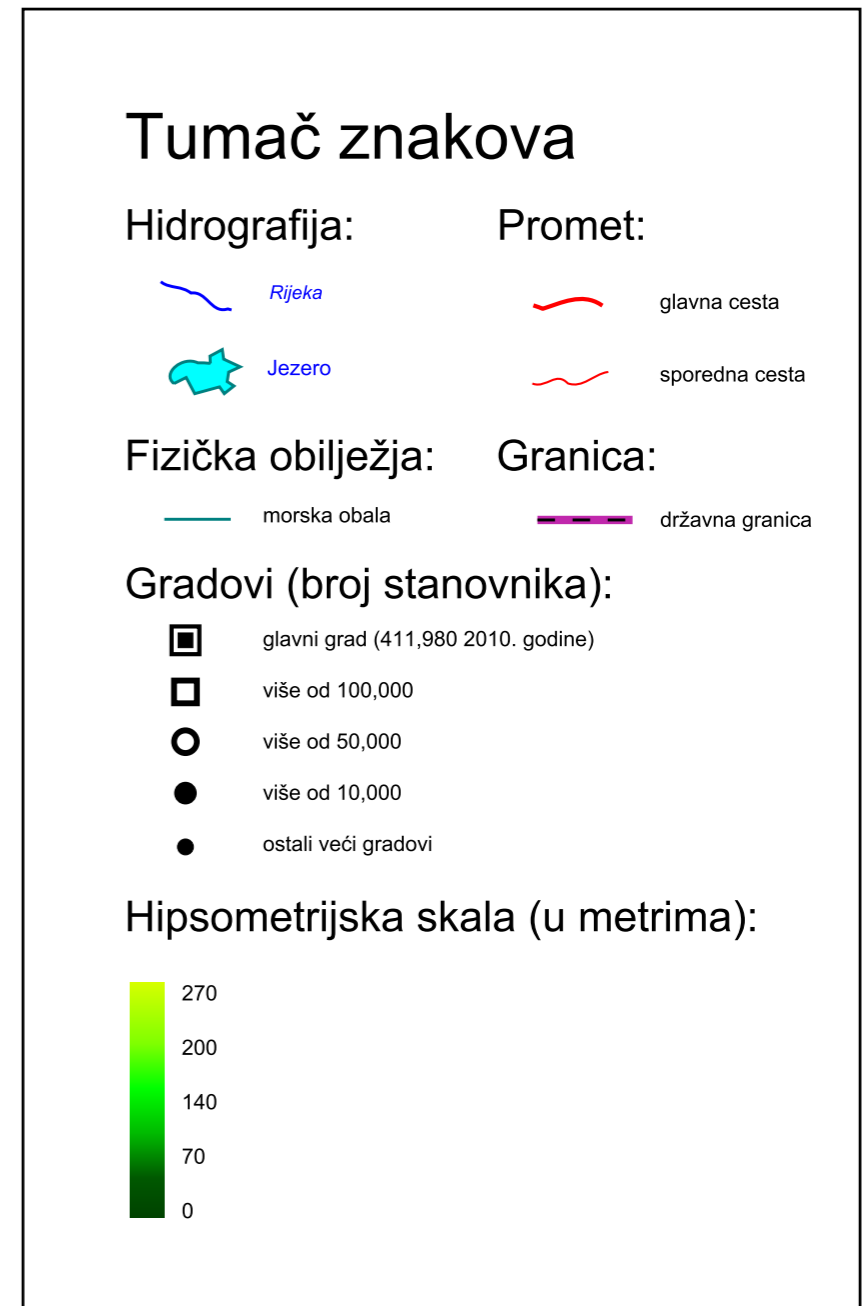 Tumač znakova
Hidrografija:
Rijeka
Jezero
Promet:
glavna cesta
sporedna cesta
Fizička obilježja:
morska obala
Granica:
državna granica
Gradovi (broj stanovnika):
glavni grad (411,980 2010. godine)
više od 100,000
više od 50,000
više od 10,000
ostali veći gradovi
Hipsometrijska skala (u metrima):
270
200
140
70
0